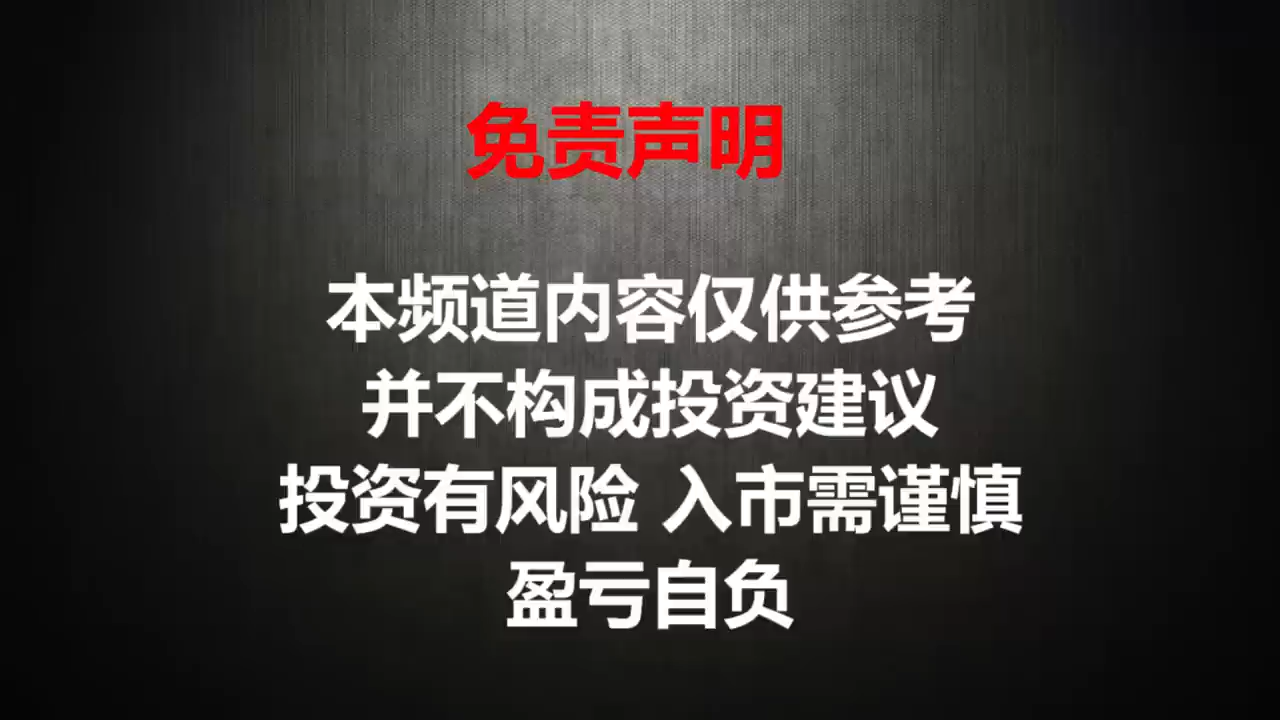 免责声明
本频道内容仅供参考
并不构成投资建议
投资有风险 入市需谨慎
盈亏自负